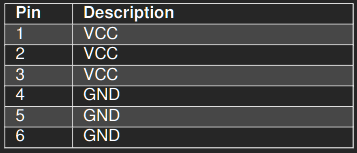 Pin Description
1 VCC
2 VCC
3 VCC
4 GND
5 GND
6 GND